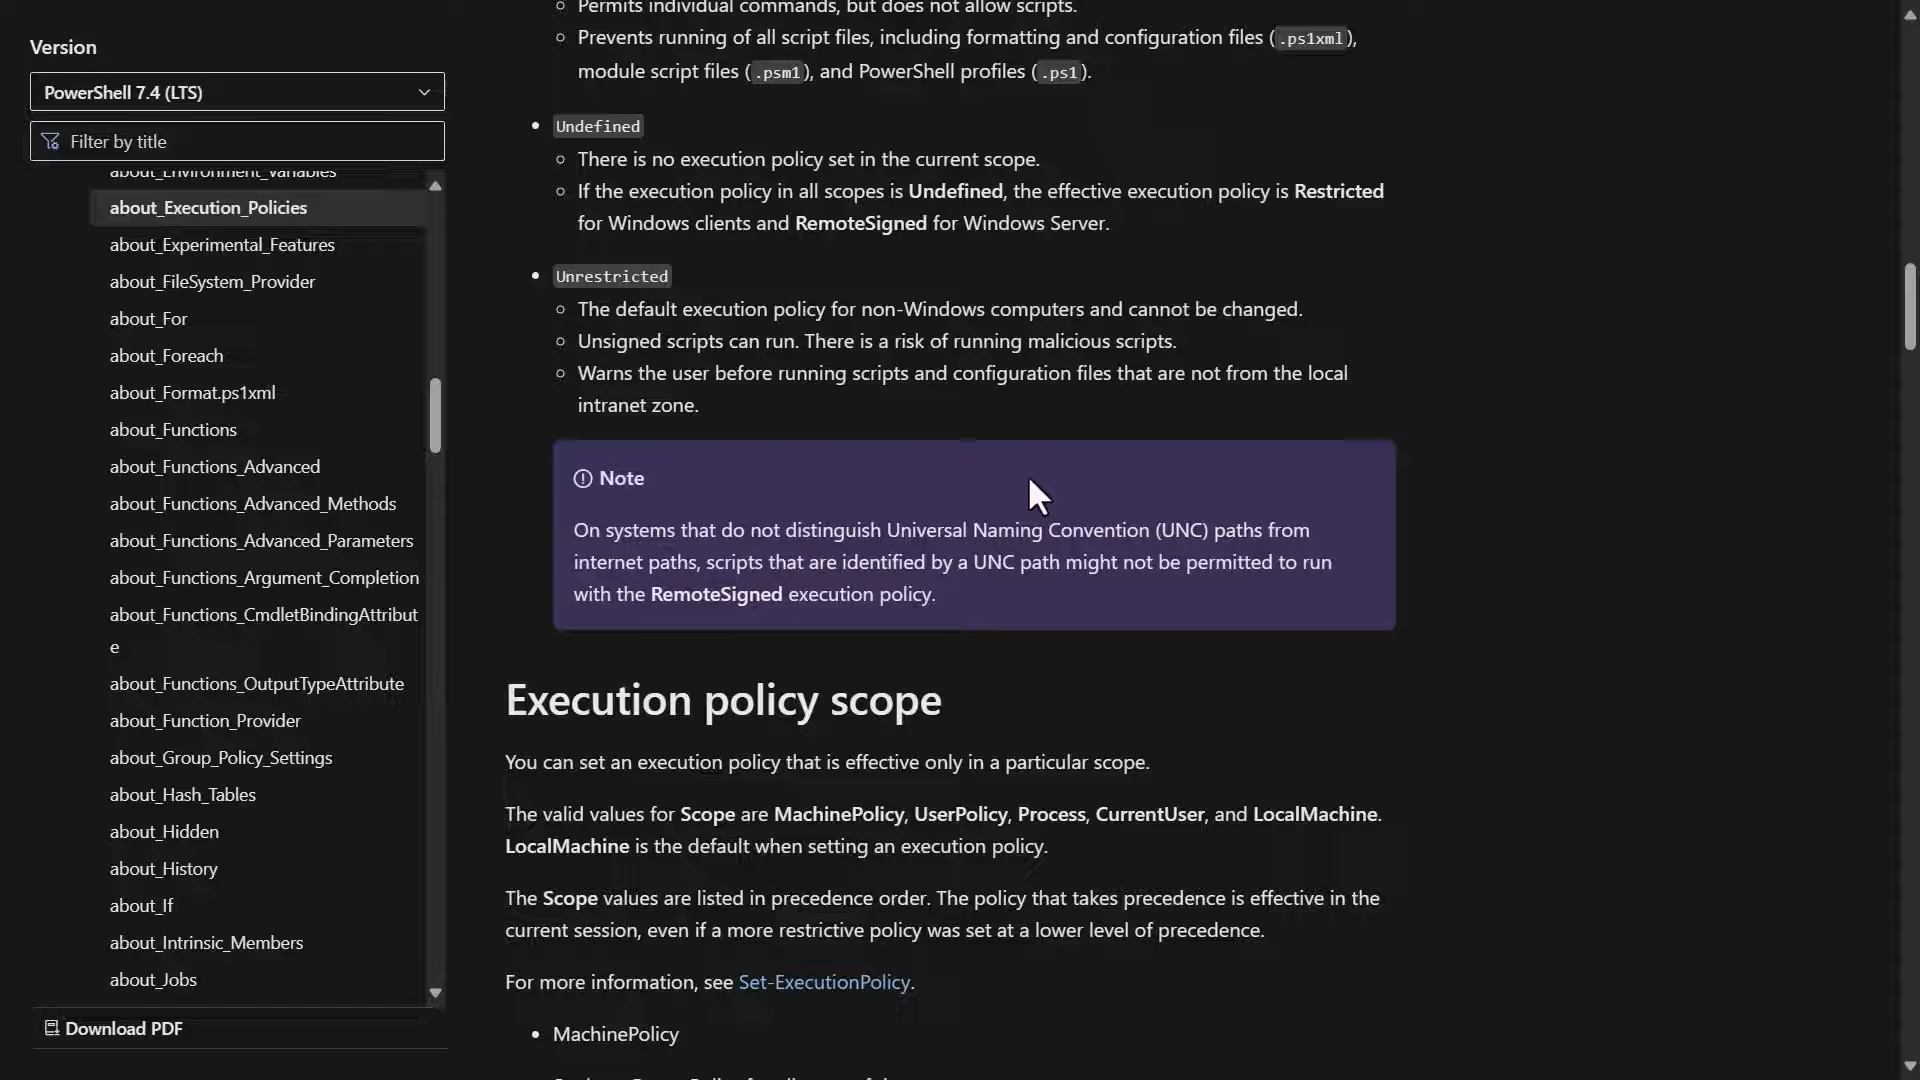 Version
PowerShell 7.4 (LTS)
Filter by title
about_Environment_Variables
about_Execution_Policies
about_Experimental_Features
about_FileSystem_Provider
about_For
about_Foreach
about_Format.ps1xml
about_Functions
about_Functions_Advanced
about_Functions_Advanced_Methods
about_Functions_Advanced_Parameters
about_Functions_Argument_Completion
about_Functions_CmdletBindingAttribut
e
about_Functions_OutputTypeAttribute
about_Function_Provider
about_Group_Policy_Settings
about_Hash_Tables
about_Hidden
about_History
about_If
about_Intrinsic_Members
about_Jobs
Download PDF
Permits individual commands, but does not allow scripts.
Prevents running of all script files, including formatting and configuration files (.ps1xml),
module script files (.psm1), and PowerShell profiles (.ps1).
Undefined
There is no execution policy set in the current scope.
If the execution policy in all scopes is Undefined, the effective execution policy is Restricted
for Windows clients and RemoteSigned for Windows Server.
Unrestricted
The default execution policy for non-Windows computers and cannot be changed.
Unsigned scripts can run. There is a risk of running malicious scripts.
Warns the user before running scripts and configuration files that are not from the local
intranet zone.
Note
On systems that do not distinguish Universal Naming Convention (UNC) paths from
internet paths, scripts that are identified by a UNC path might not be permitted to run
with the RemoteSigned execution policy.
Execution policy scope
You can set an execution policy that is effective only in a particular scope.
The valid values for Scope are MachinePolicy, UserPolicy, Process, CurrentUser, and LocalMachine.
LocalMachine is the default when setting an execution policy.
The Scope values are listed in precedence order. The policy that takes precedence is effective in the
current session, even if a more restrictive policy was set at a lower level of precedence.
For more information, see Set-ExecutionPolicy.
MachinePolicy